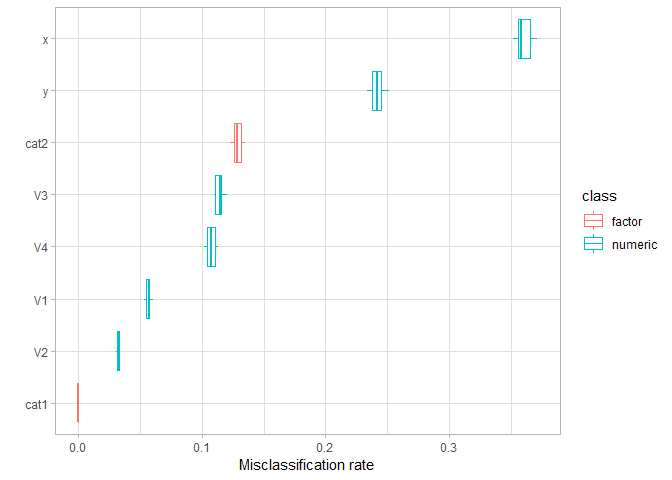 x
y
cat2
V3
V4
V1
V2
cat1
0.0 0.1 0.2 0.3
Misclassification rate
class
factor
numeric